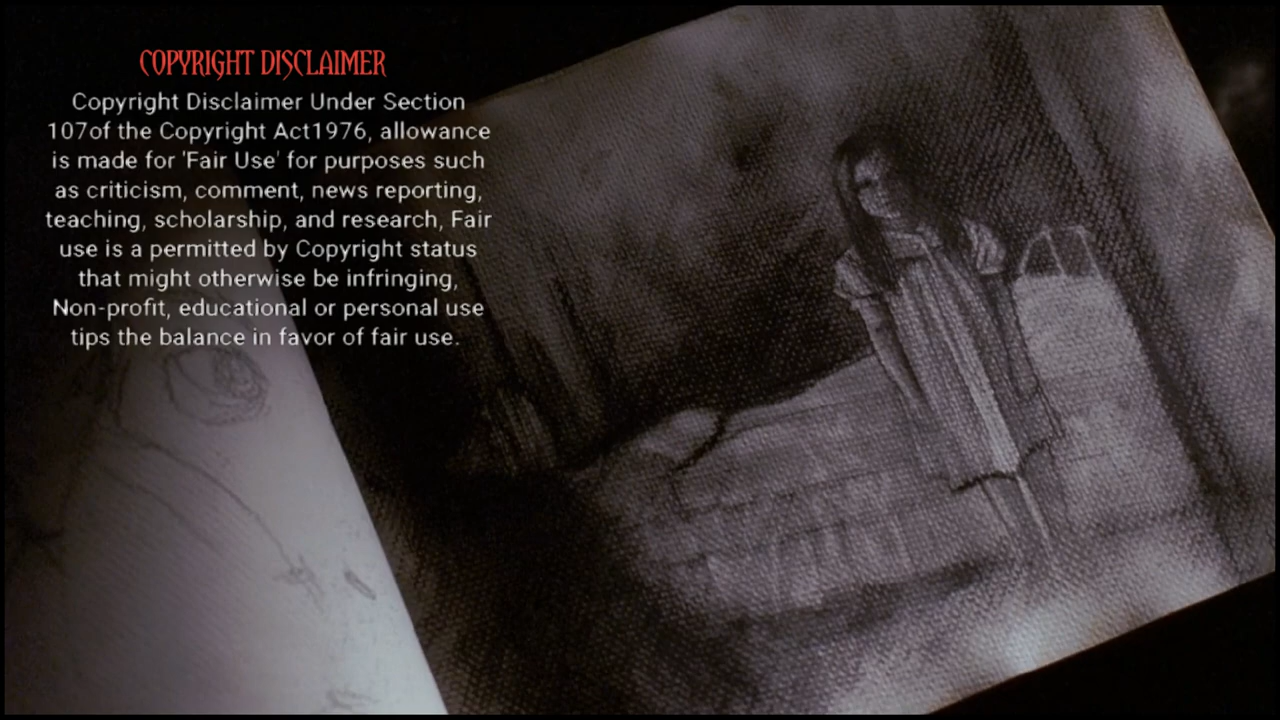 COPYRIGHT DISCLAIMER
Copyright Disclaimer Under Section
107of the Copyright Act1976, allowance
is made for 'Fair Use' for purposes such
as criticism, comment, news reporting,
teaching, scholarship, and research, Fair
use is a permitted by Copyright status
that might otherwise be infringing,
Non-profit, educational or personal use
tips the balance in favor of fair use.